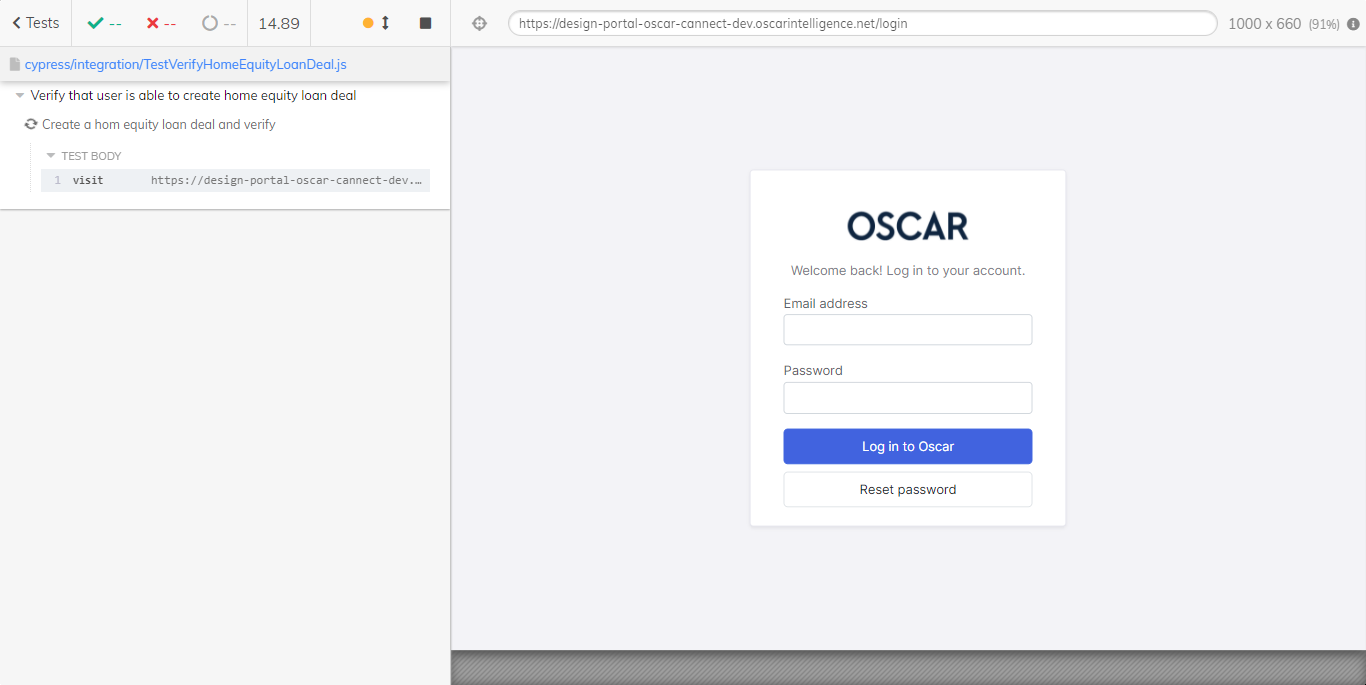 Tests -- -- -- 14.89
https://design-portal-oscar-cannect-dev.oscarintelligence.net/login 1000 x 660 (91%)
cypress/integration/TestVerifyHomeEquityLoanDeal.js
Verify that user is able to create home equity loan deal
Create a hom equity loan deal and verify
TEST BODY
1 visit https://design-portal-oscar-cannect-dev.…
OSCAR
Welcome back! Log in to your account.
Email address
Password
Log in to Oscar
Reset password